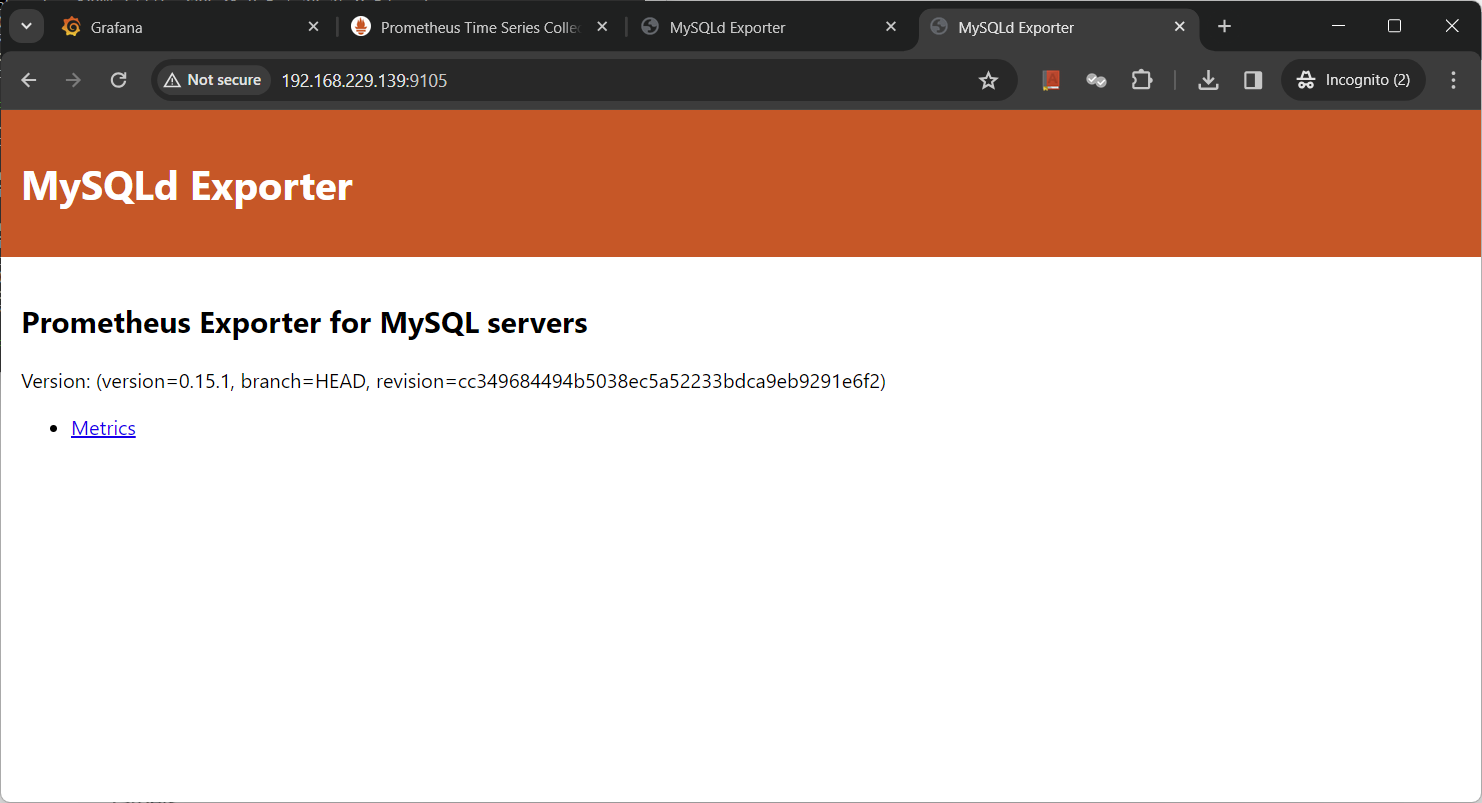 Grafana
Prometheus Time Series Collec
MySQLd Exporter
MySQLd Exporter
Not secure
192.168.229.139:9105
Incognito (2)
MySQLd Exporter
Prometheus Exporter for MySQL servers
Version: (version=0.15.1, branch=HEAD, revision=cc349684494b5038ec5a52233bdca9eb9291e6f2)
Metrics